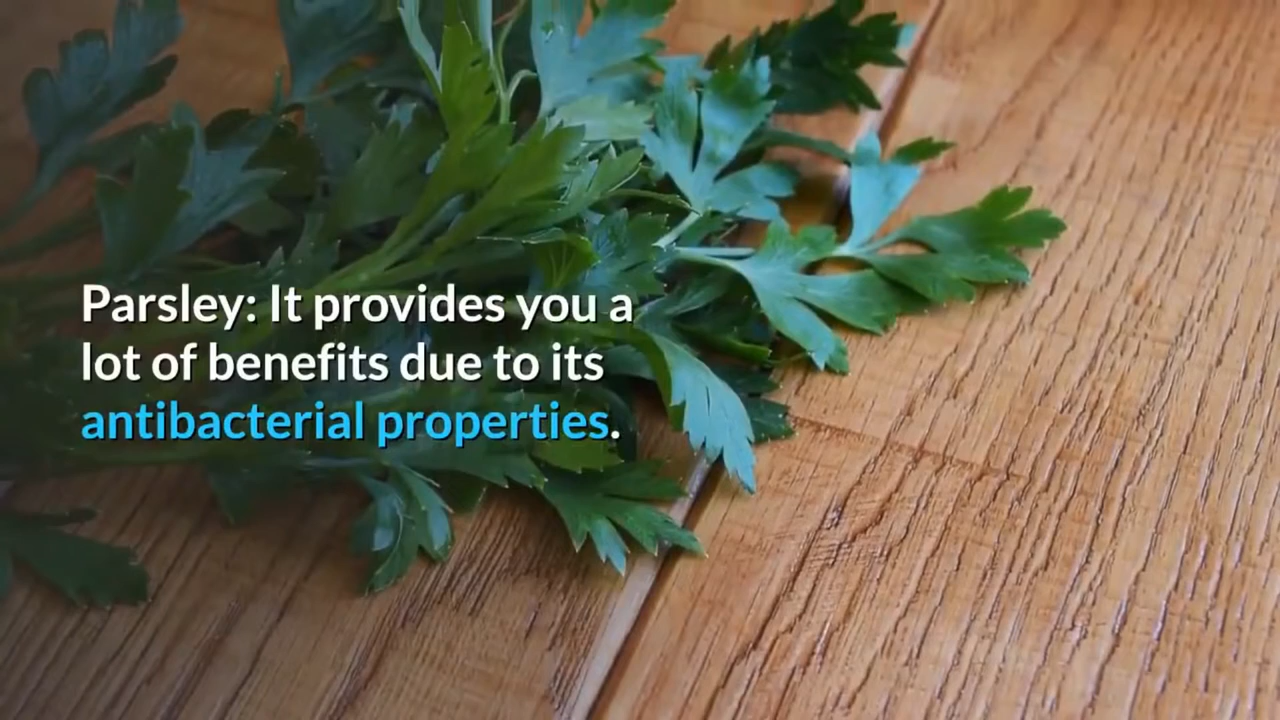 Parsley: It provides you a
lot of benefits due to its
antibacterial properties.